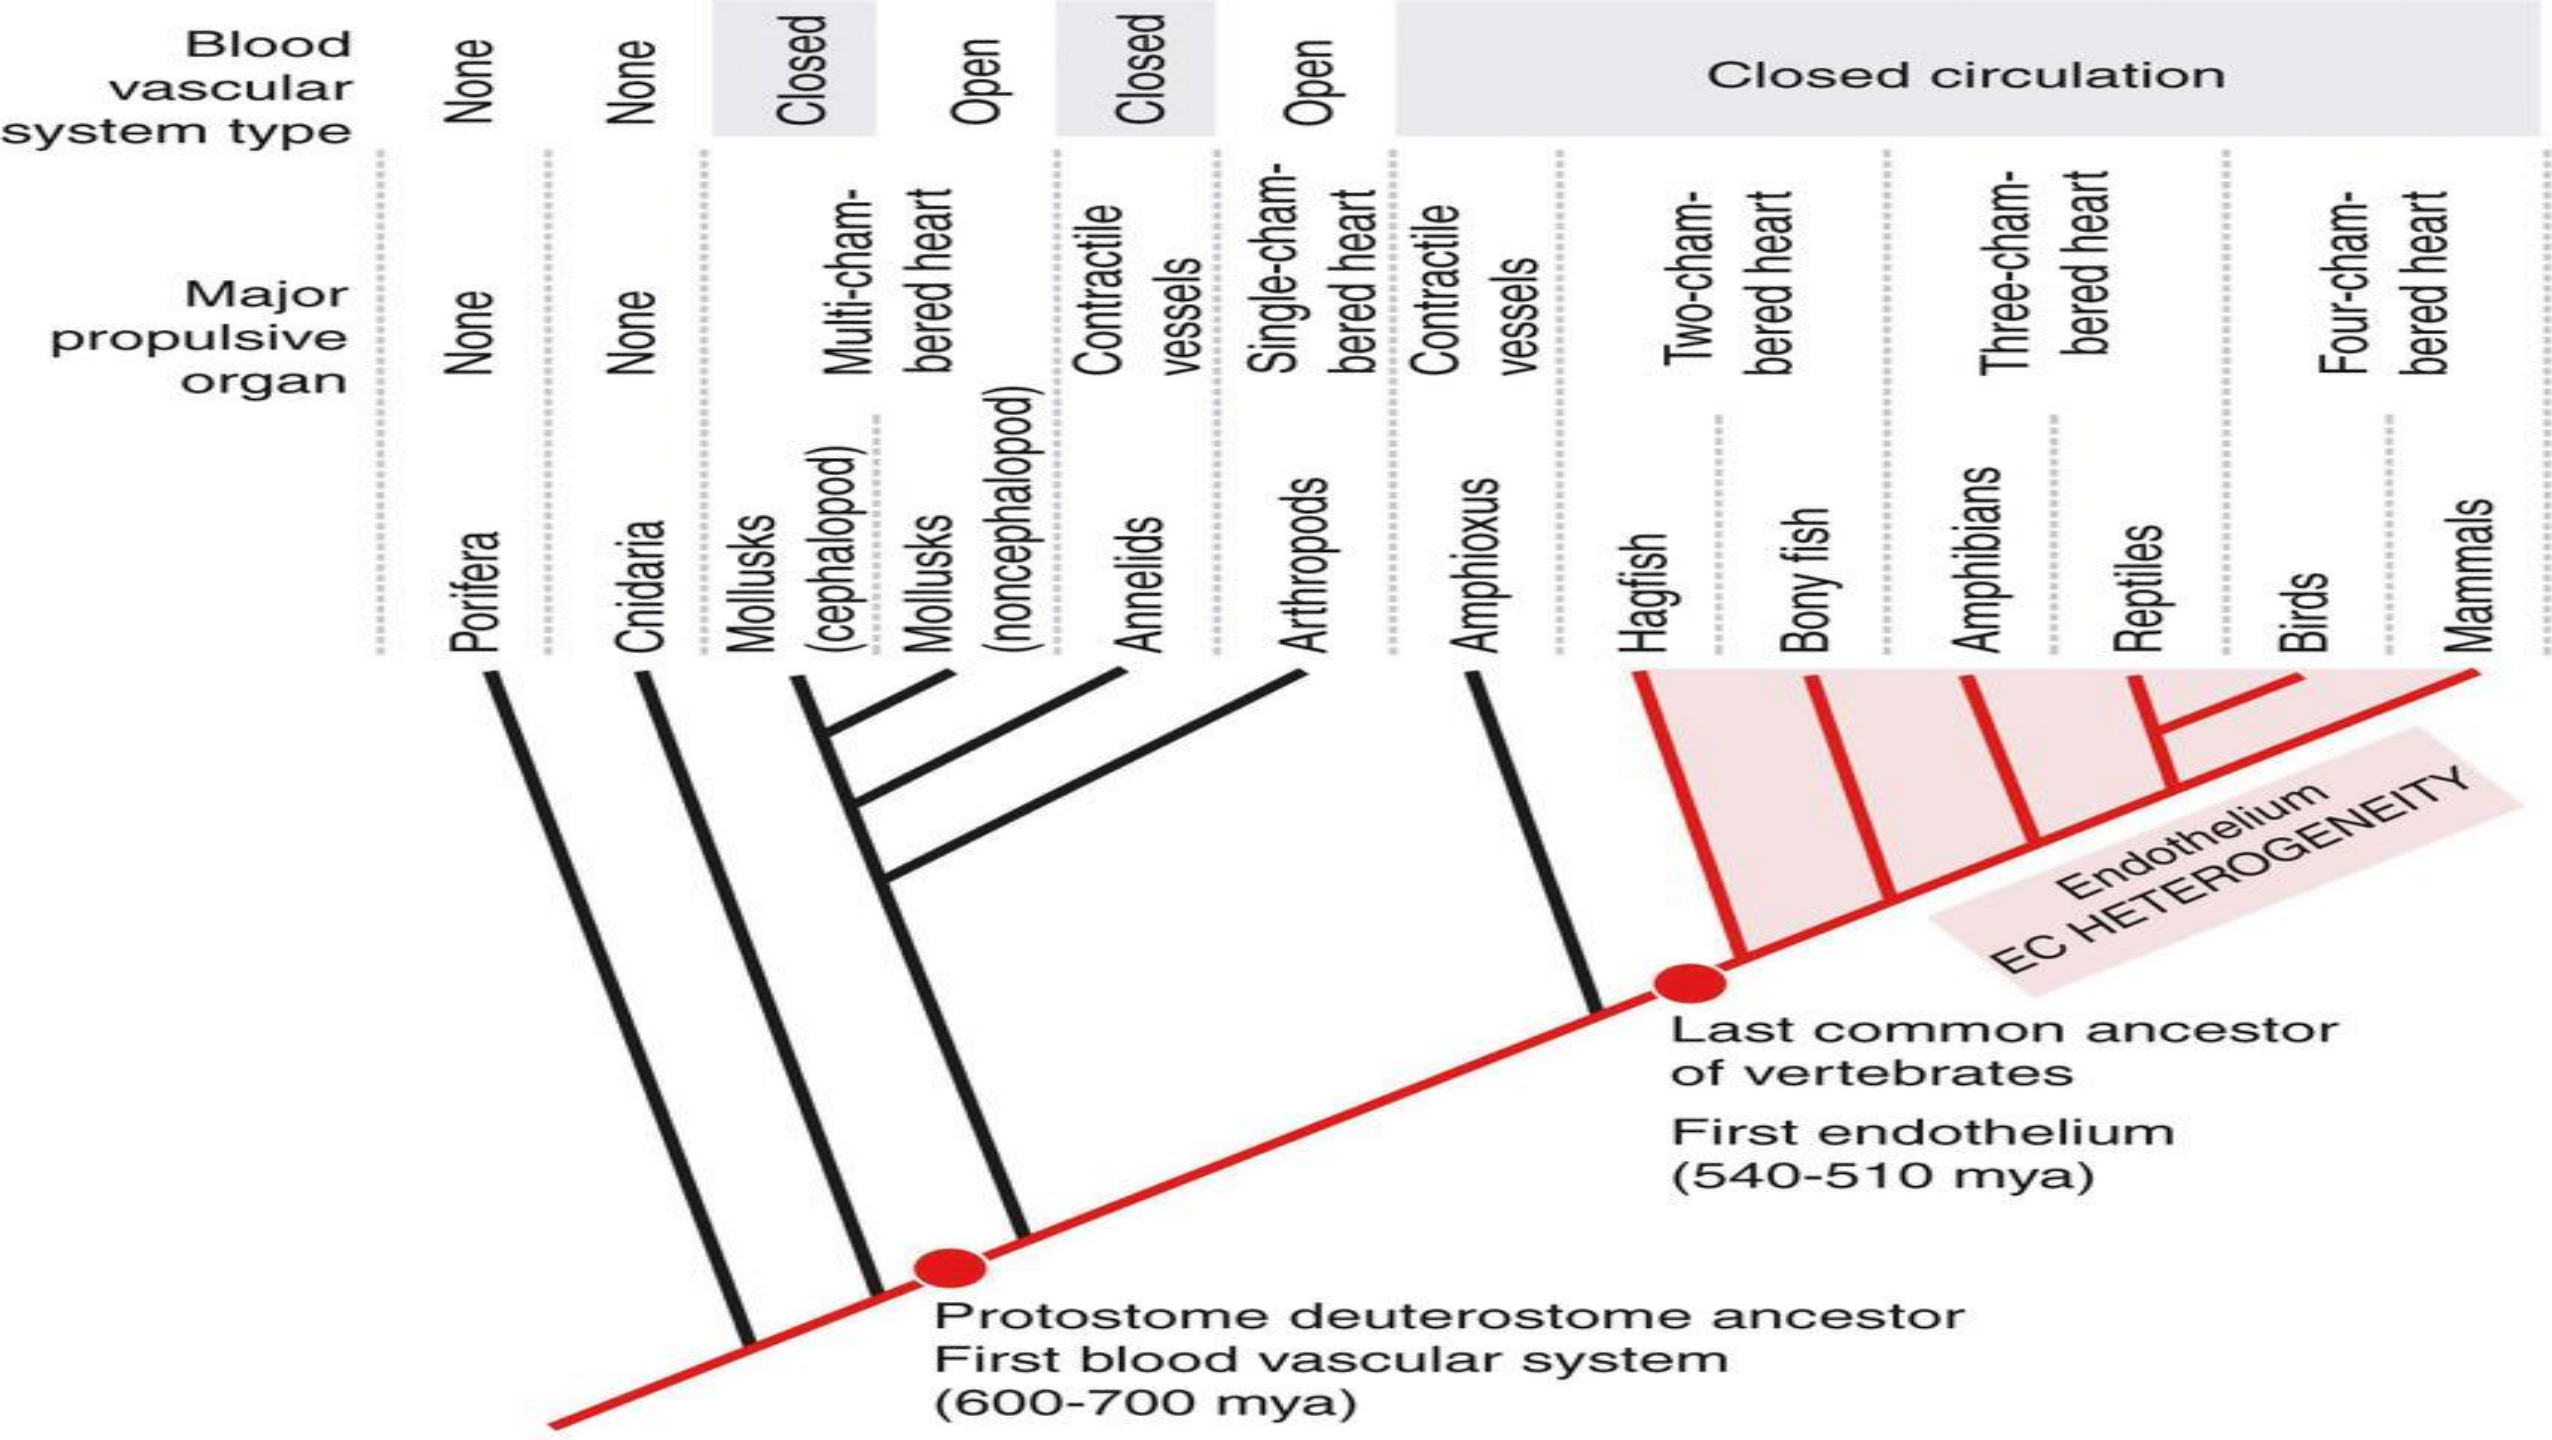 Blood
vascular
system type
None
None
Closed
Open
Closed
Open
Closed circulation
Major
propulsive
organ
None
None
Multi-cham-
bered heart
Contractile
vessels
Single-cham-
bered heart
Contractile
vessels
Two-cham-
bered heart
Three-cham-
bered heart
Four-cham-
bered heart
Porifera
Cnidaria
Mollusks
(cephalopod)
Mollusks
(noncephalopod)
Annelids
Arthropods
Amphioxus
Hagfish
Bony fish
Amphibians
Reptiles
Birds
Mammals
Endothelium
EC HETEROGENEITY
Last common ancestor
of vertebrates
First endothelium
(540-510 mya)
Protostome deuterostome ancestor
First blood vascular system
(600-700 mya)